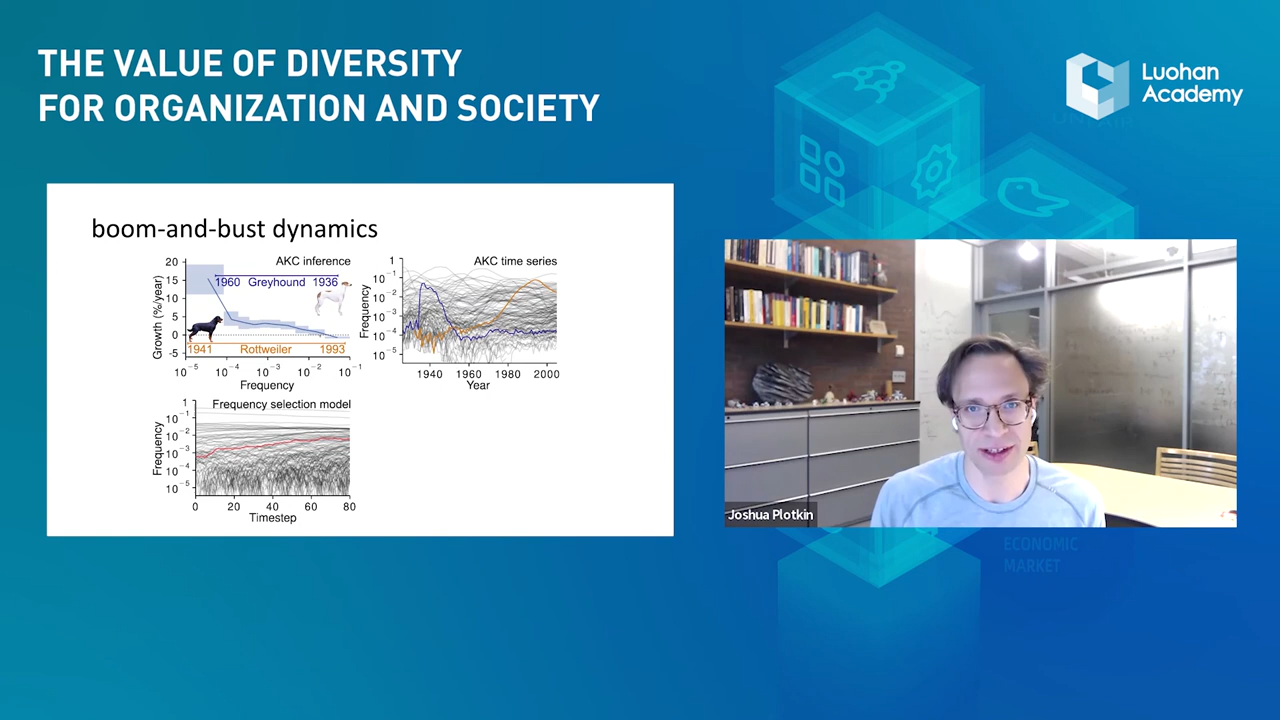 THE VALUE OF DIVERSITY
FOR ORGANIZATION AND SOCIETY
Luohan
Academy
boom-and-bust dynamics
AKC inference
20
15
10
5
0
-5
Growth (%/year)
1960 Greyhound 1936
1941 Rottweiler 1993
10⁻⁵ 10⁻⁴ 10⁻³ 10⁻² 10⁻¹
Frequency
AKC time series
1
10⁻¹
10⁻²
10⁻³
10⁻⁴
10⁻⁵
Frequency
1940 1960 1980 2000
Year
Frequency selection model
1
10⁻¹
10⁻²
10⁻³
10⁻⁴
10⁻⁵
Frequency
0 20 40 60 80
Timestep
Joshua Plotkin
ECONOMIC
MARKET